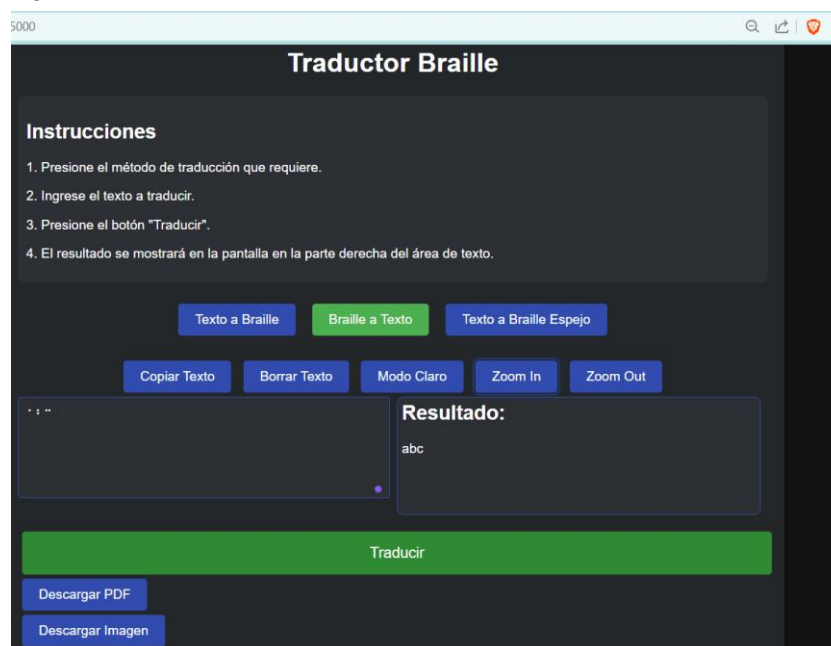 5000
Traductor Braille
Instrucciones
1. Presione el método de traducción que requiere.
2. Ingrese el texto a traducir.
3. Presione el botón "Traducir".
4. El resultado se mostrará en la pantalla en la parte derecha del área de texto.
Texto a Braille Braille a Texto Texto a Braille Espejo
Copiar Texto Borrar Texto Modo Claro Zoom In Zoom Out
⠁⠃⠉
Resultado:
abc
Traducir
Descargar PDF
Descargar Imagen